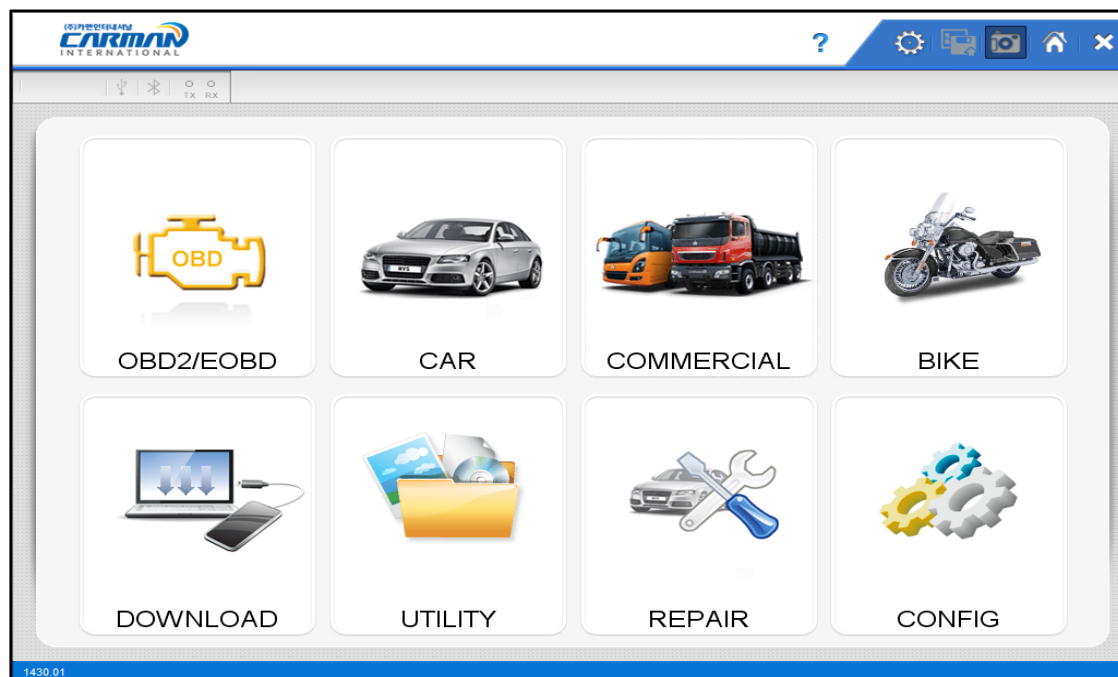 (주)카맨인터내셔날
CARMAN
INTERNATIONAL
?
TX RX
OBD
OBD2/EOBD
CAR
COMMERCIAL
BIKE
DOWNLOAD
UTILITY
REPAIR
CONFIG
1430.01